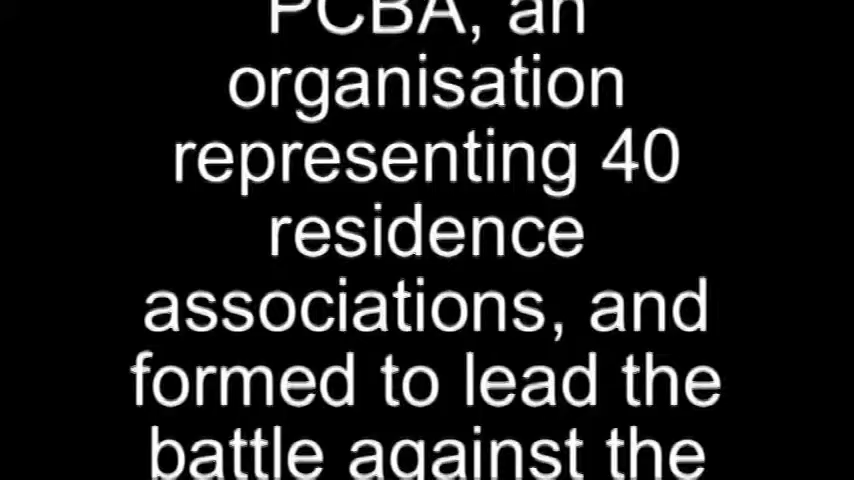 PCBA, an
organisation
representing 40
residence
associations, and
formed to lead the
battle against the